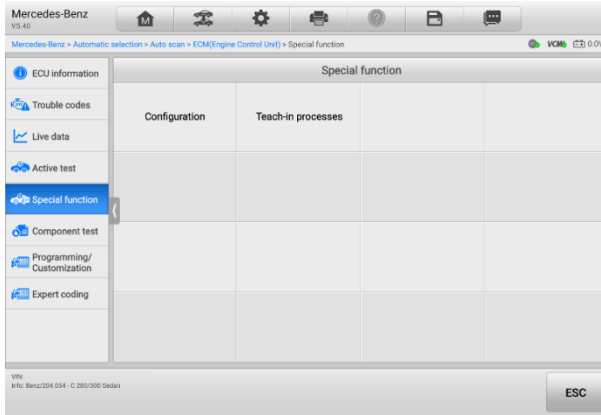 Mercedes-Benz
V5.40
M
?
Mercedes-Benz > Automatic selection > Auto scan > ECM(Engine Control Unit) > Special function
VCMI 0.0V
ECU information
Special function
Trouble codes
Configuration
Teach-in processes
Live data
Active test
Special function
Component test
Programming/
Customization
Expert coding
VIN:
Info: Benz/204.054 - C 280/300 Sedan
ESC